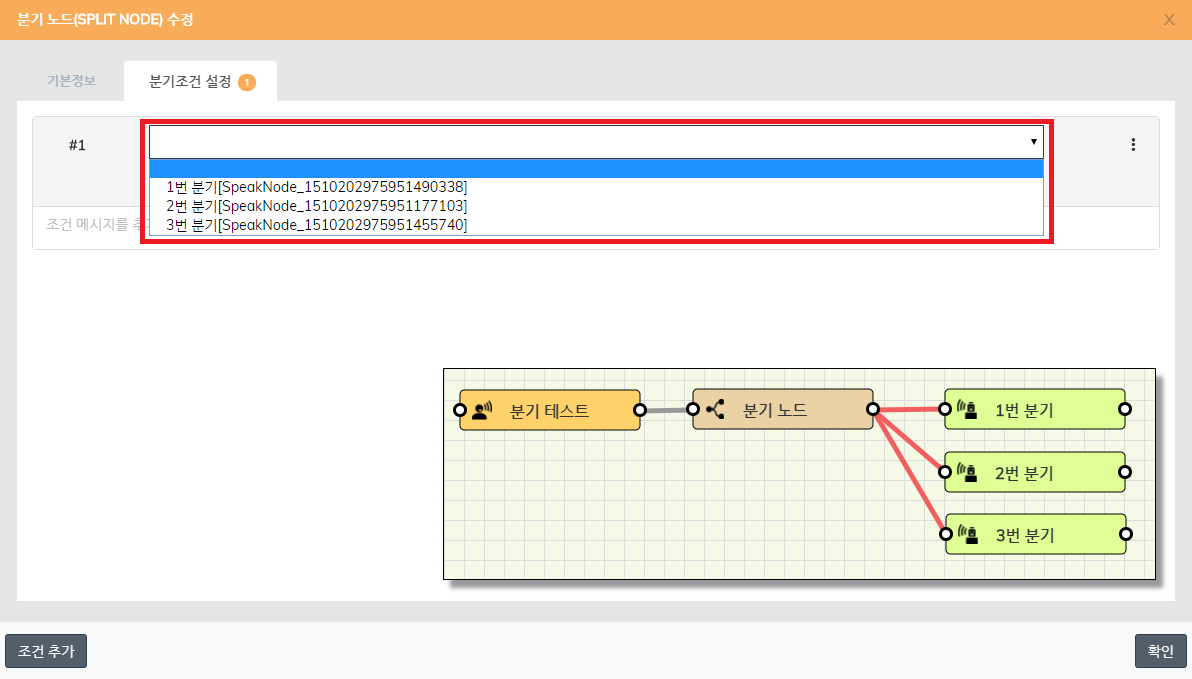 분기 노드(SPLIT NODE) 수정
X
기본정보
분기조건 설정 1
#1
1번 분기[SpeakNode_1510202975951490338]
2번 분기[SpeakNode_1510202975951177103]
3번 분기[SpeakNode_1510202975951455740]
조건 메시지를
분기 테스트
분기 노드
1번 분기
2번 분기
3번 분기
조건 추가
확인